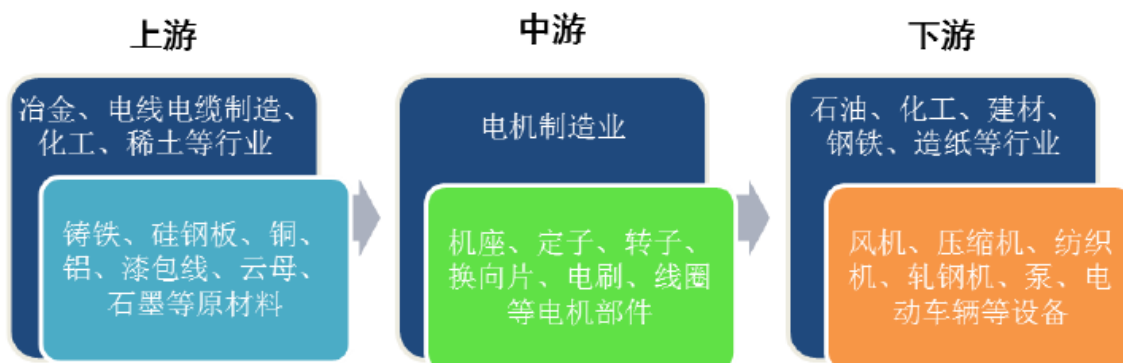 上游
冶金、电线电缆制造、
化工、稀土等行业
铸铁、硅钢板、铜、
铝、漆包线、云母、
石墨等原材料
中游
电机制造业
机座、定子、转子、
换向片、电刷、线圈
等电机部件
下游
石油、化工、建材、
钢铁、造纸等行业
风机、压缩机、纺织
机、轧钢机、泵、电
动车辆等设备